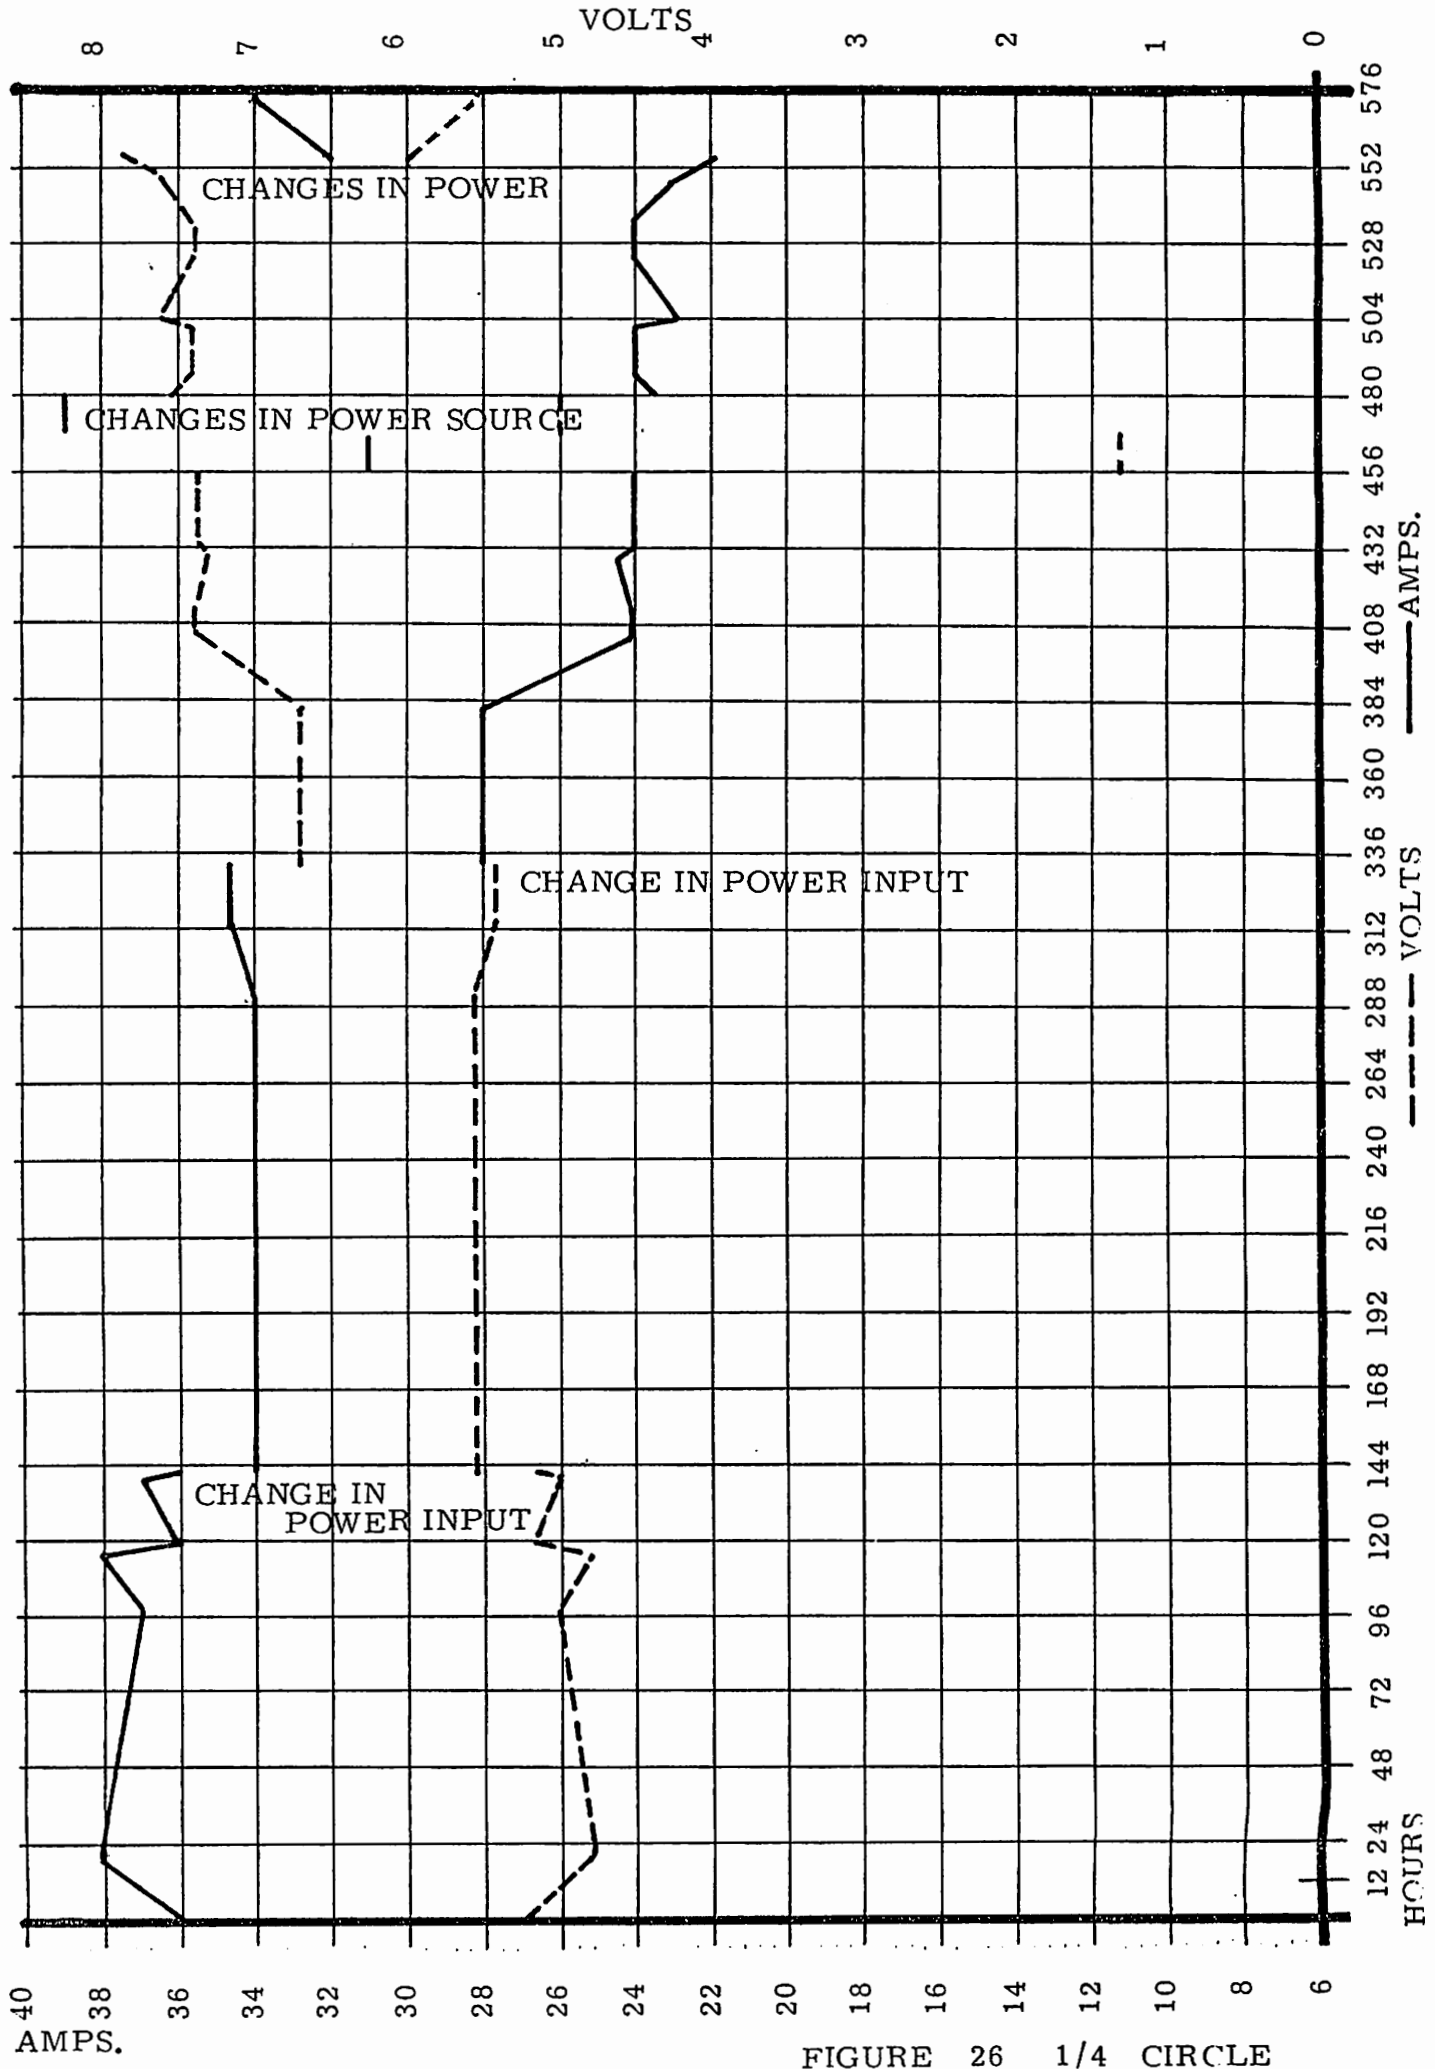 VOLTS
8 7 6 5 4 3 2 1 0
CHANGES IN POWER
CHANGES IN POWER SOURCE
CHANGE IN POWER INPUT
CHANGE IN
POWER INPUT
576
552
528
504
480
456
432
408
384
360
336
312
288
264
240
216
192
168
144
120
96
72
48
24
12
HOURS
VOLTS
AMPS.
40 38 36 34 32 30 28 26 24 22 20 18 16 14 12 10 8 6
AMPS.
FIGURE 26 1/4 CIRCLE